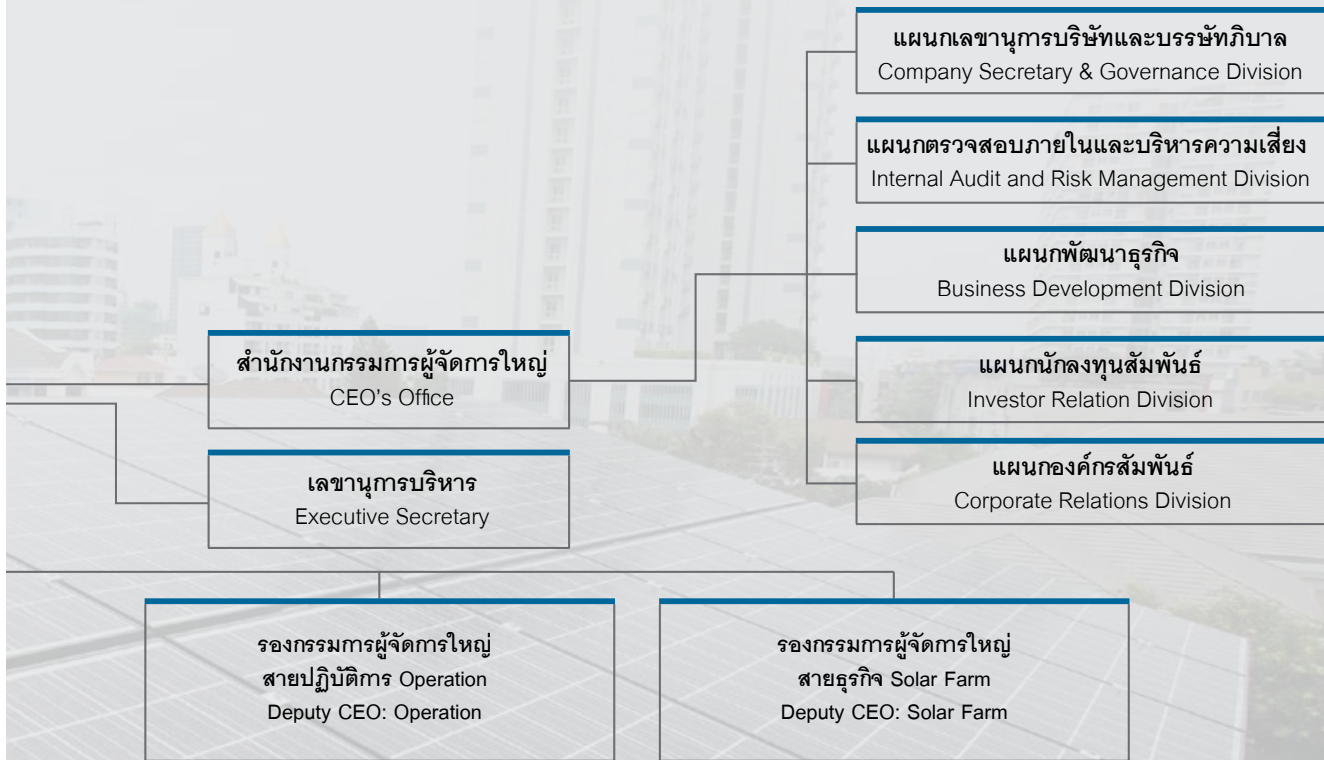 แผนกเลขานุการบริษัทและบรรษัทภิบาล
Company Secretary & Governance Division
แผนกตรวจสอบภายในและบริหารความเสี่ยง
Internal Audit and Risk Management Division
แผนกพัฒนาธุรกิจ
Business Development Division
สำนักงานกรรมการผู้จัดการใหญ่
CEO's Office
แผนกนักลงทุนสัมพันธ์
Investor Relation Division
เลขานุการบริหาร
Executive Secretary
แผนกองค์กรสัมพันธ์
Corporate Relations Division
รองกรรมการผู้จัดการใหญ่
สายปฏิบัติการ Operation
Deputy CEO: Operation
รองกรรมการผู้จัดการใหญ่
สายธุรกิจ Solar Farm
Deputy CEO: Solar Farm